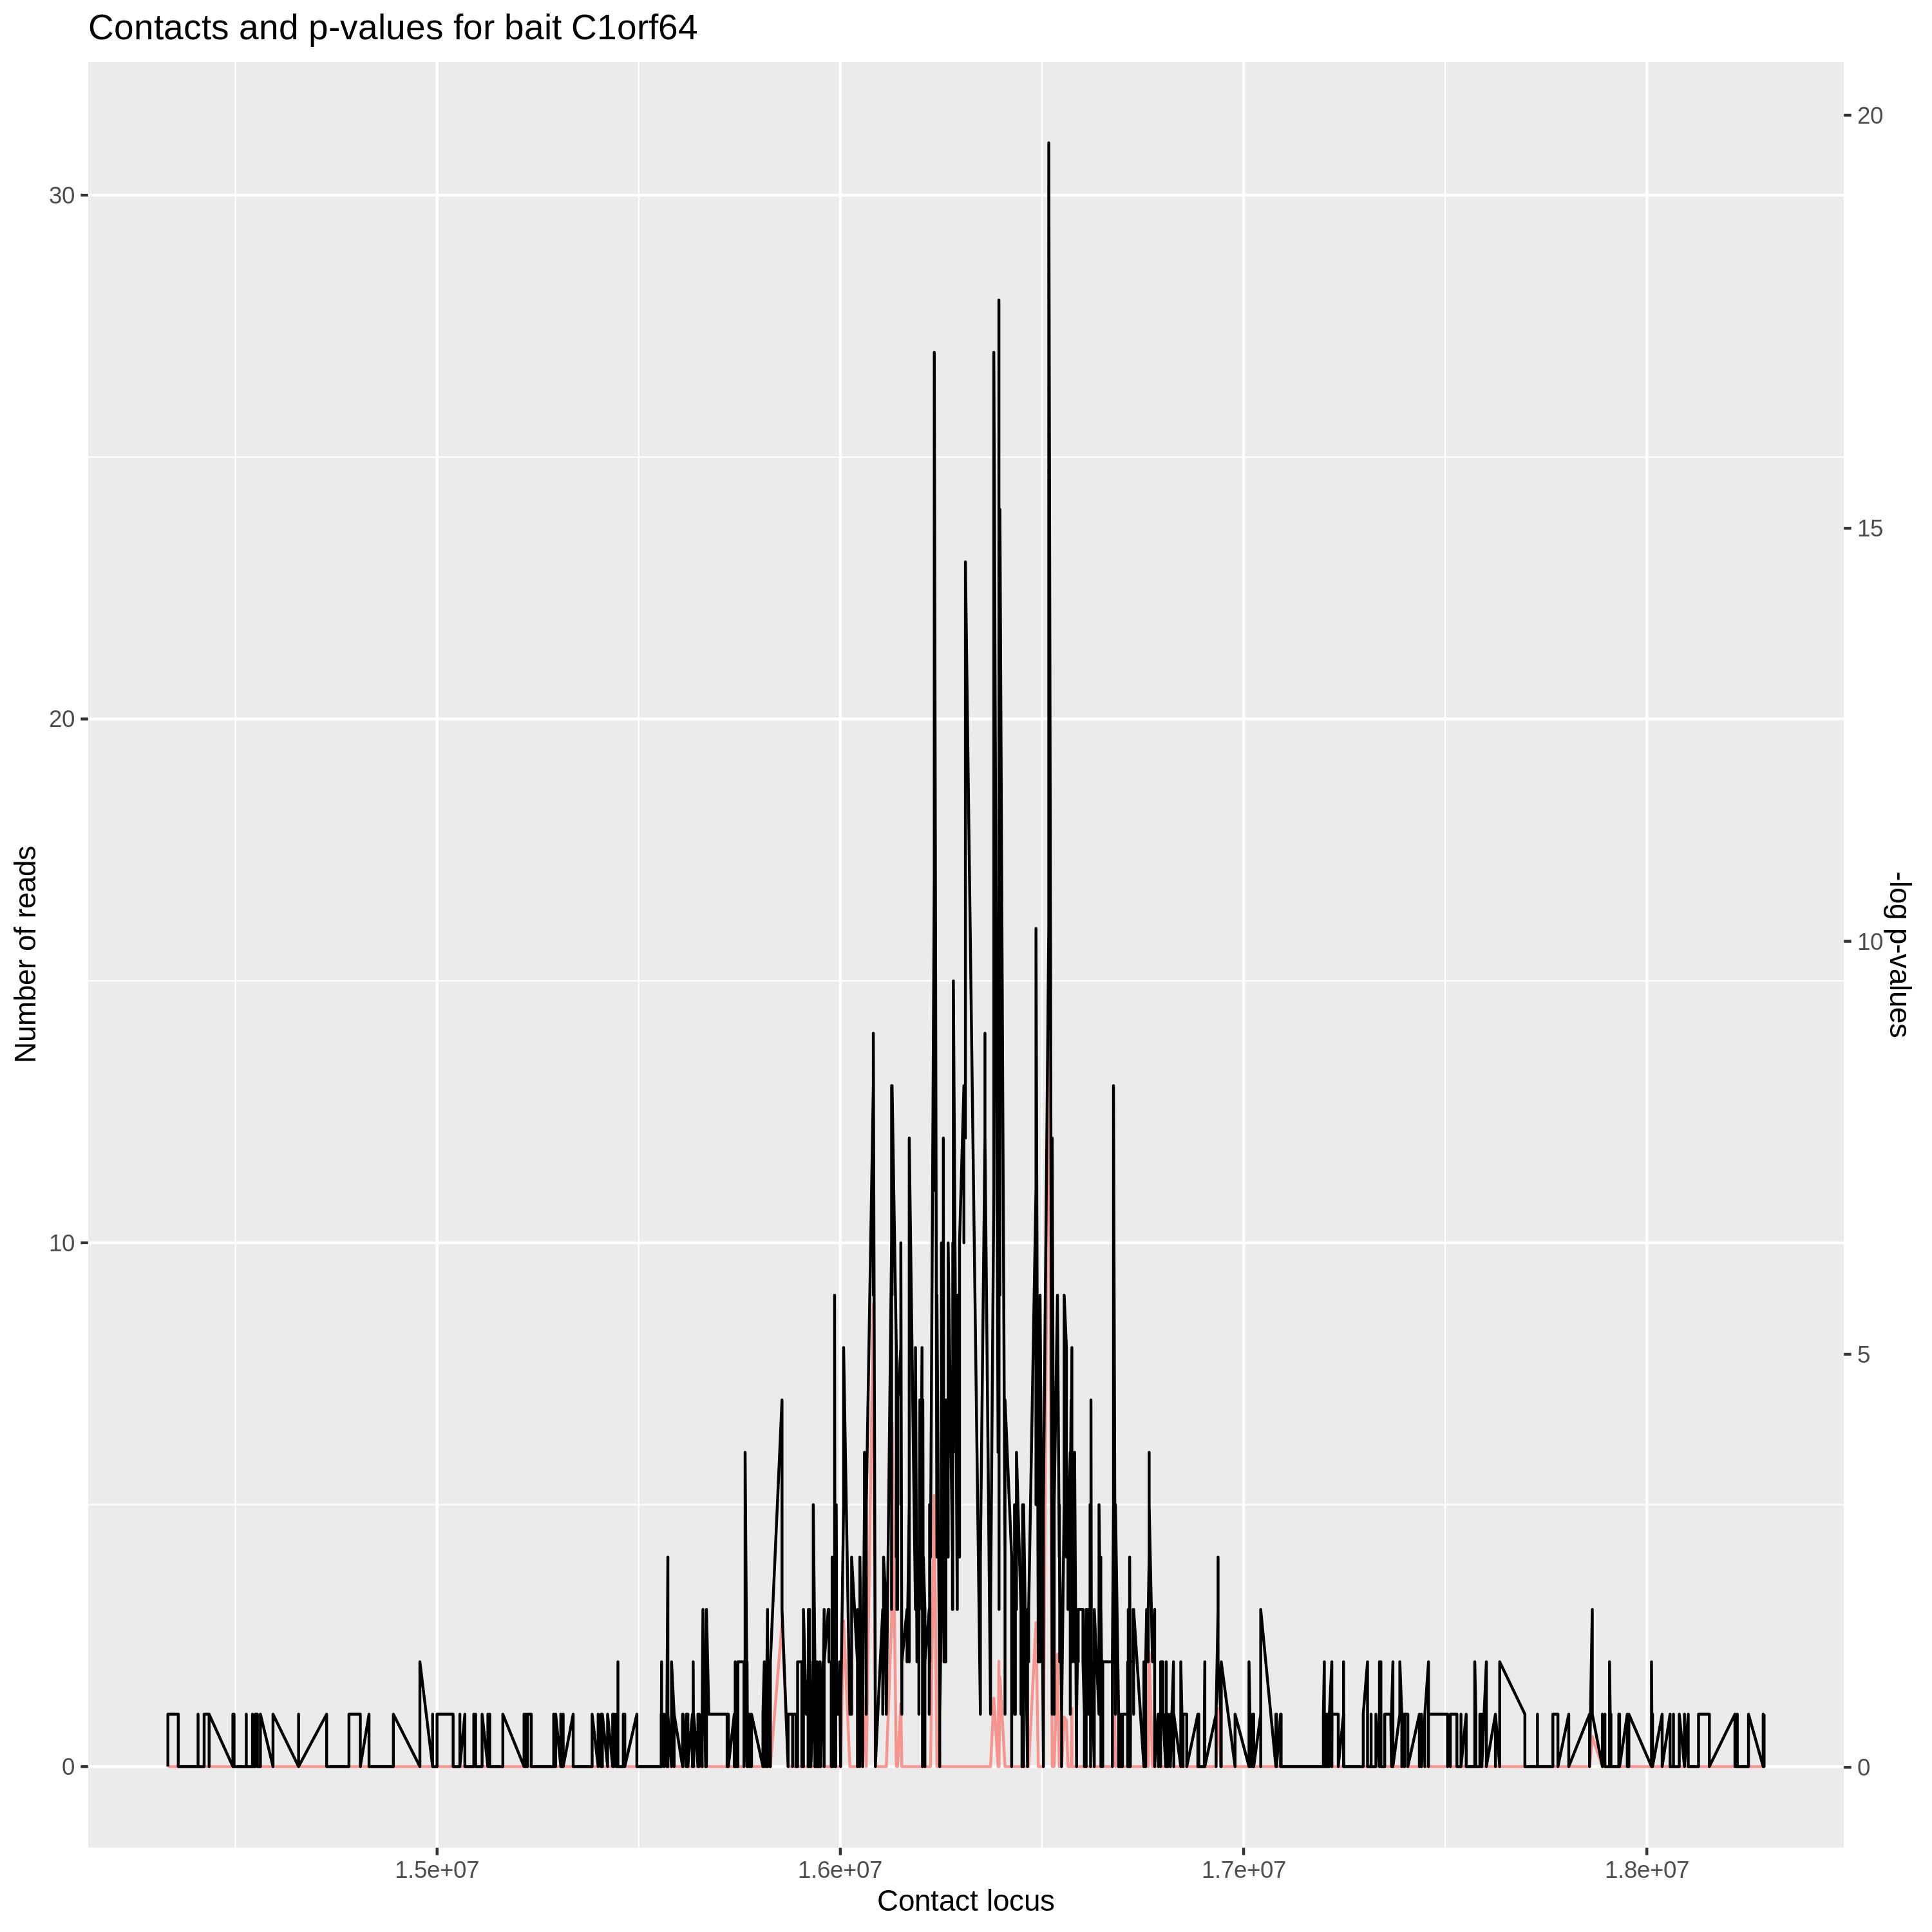 Contacts and p-values for bait C1orf64
30
20
10
0
Number of reads
20
15
10
5
0
-log p-values
1.5e+07
1.6e+07
1.7e+07
1.8e+07
Contact locus